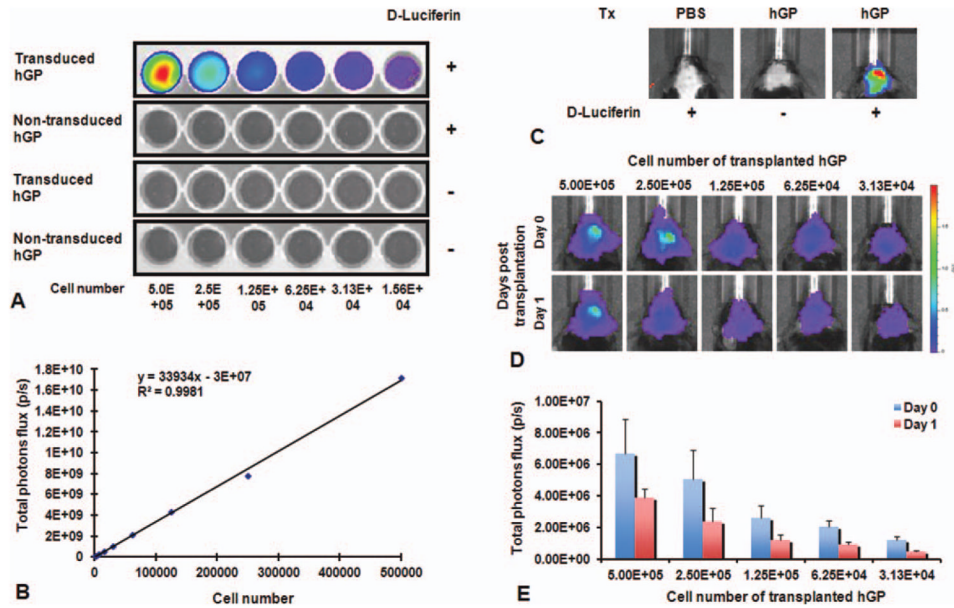 D-Luciferin
Transduced
hGP
+
Non-transduced
hGP
+
Transduced
hGP
-
Non-transduced
hGP
-
Cell number
5.0E
+05
2.5E
+05
1.25E+
05
6.25E+
04
3.13E+
04
1.56E+
04
A
Total photons flux (p/s)
1.8E+10
1.6E+10
1.4E+10
1.2E+10
1E+10
8E+09
6E+09
4E+09
2E+09
0E+00
y = 33934x - 3E+07
R² = 0.9981
0 100000 200000 300000 400000 500000
Cell number
B
Tx PBS hGP hGP
D-Luciferin + - +
C
Cell number of transplanted hGP
5.00E+05 2.50E+05 1.25E+05 6.25E+04 3.13E+04
Days post
transplantation
Day 0
Day 1
D
Total photons flux (p/s)
1.00E+07
8.00E+06
6.00E+06
4.00E+06
2.00E+06
0.00E+00
Day 0
Day 1
5.00E+05 2.50E+05 1.25E+05 6.25E+04 3.13E+04
Cell number of transplanted hGP
E